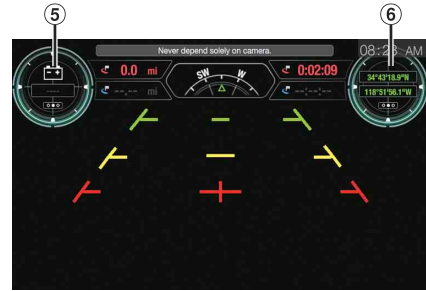 5
6
Never depend solely on camera.
08:23 AM
0.0 mi
SW W
0:02:09
--.-- mi
--:--:--
- +
-----
34°43'18.9"N
118°51'56.1"W